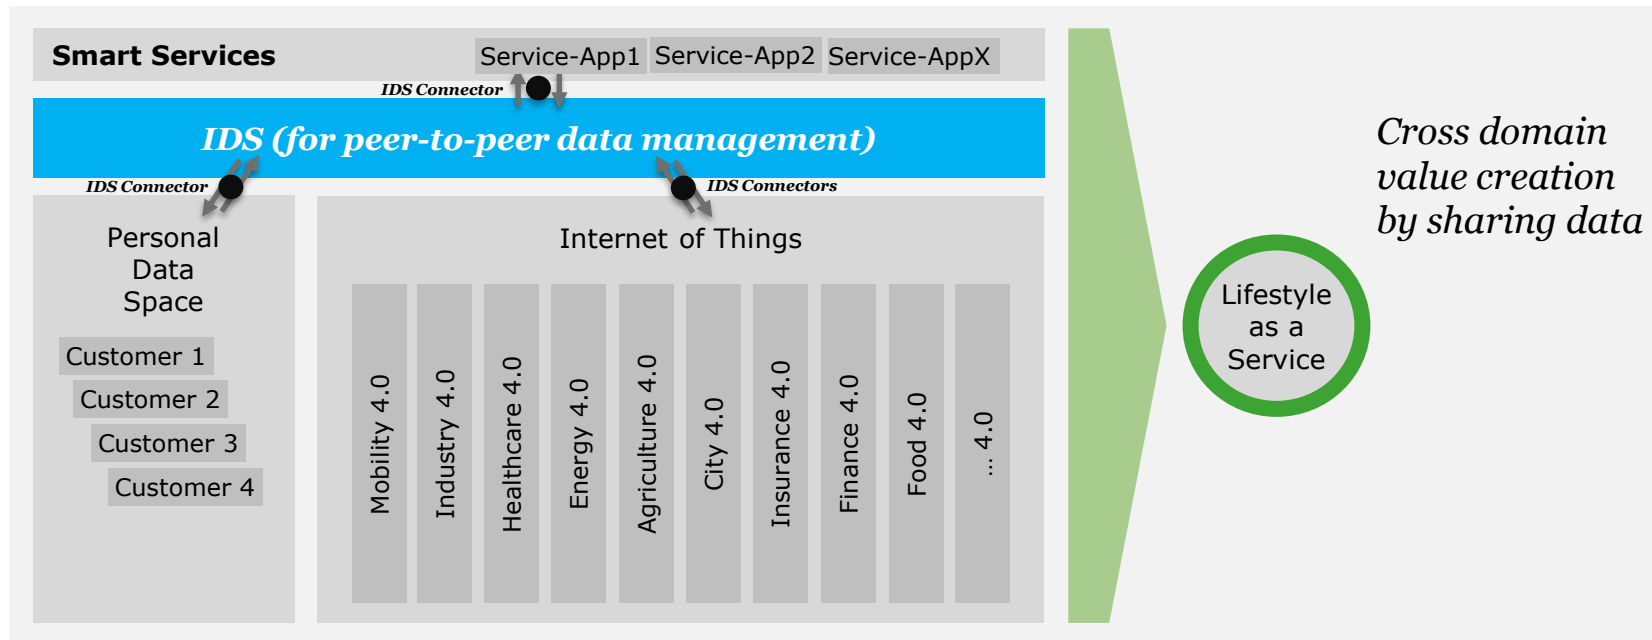 Smart Services
Service-App1
Service-App2
Service-AppX
IDS Connector
IDS (for peer-to-peer data management)
IDS Connector
IDS Connectors
Personal
Data
Space
Customer 1
Customer 2
Customer 3
Customer 4
Internet of Things
Mobility 4.0
Industry 4.0
Healthcare 4.0
Energy 4.0
Agriculture 4.0
City 4.0
Insurance 4.0
Finance 4.0
Food 4.0
... 4.0
Lifestyle
as a
Service
Cross domain
value creation
by sharing data